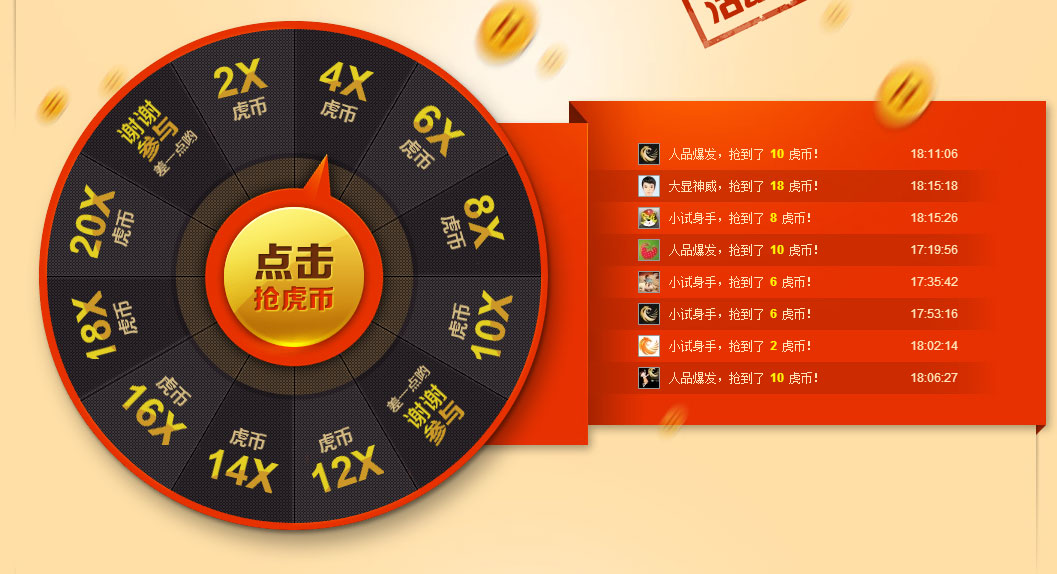 2X
虎币
4X
虎币
6X
虎币
8X
虎币
10X
虎币
差一点哟
谢谢
参与
虎币
12X
虎币
14X
虎币
16X
18X
虎币
20X
虎币
谢谢
参与
差一点哟
点击
抢虎币
人品爆发，抢到了 10 虎币！ 18:11:06
大显神威，抢到了 18 虎币！ 18:15:18
小试身手，抢到了 8 虎币！ 18:15:26
人品爆发，抢到了 10 虎币！ 17:19:56
小试身手，抢到了 6 虎币！ 17:35:42
小试身手，抢到了 6 虎币！ 17:53:16
小试身手，抢到了 2 虎币！ 18:02:14
人品爆发，抢到了 10 虎币！ 18:06:27